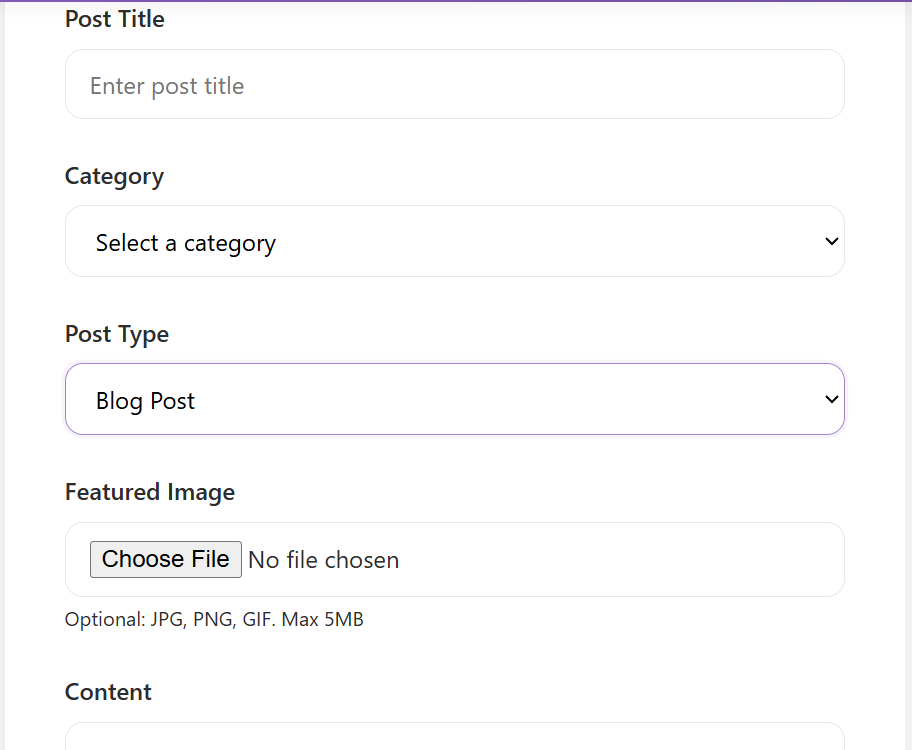 Post Title
Enter post title
Category
Select a category
Post Type
Blog Post
Featured Image
Choose File No file chosen
Optional: JPG, PNG, GIF. Max 5MB
Content